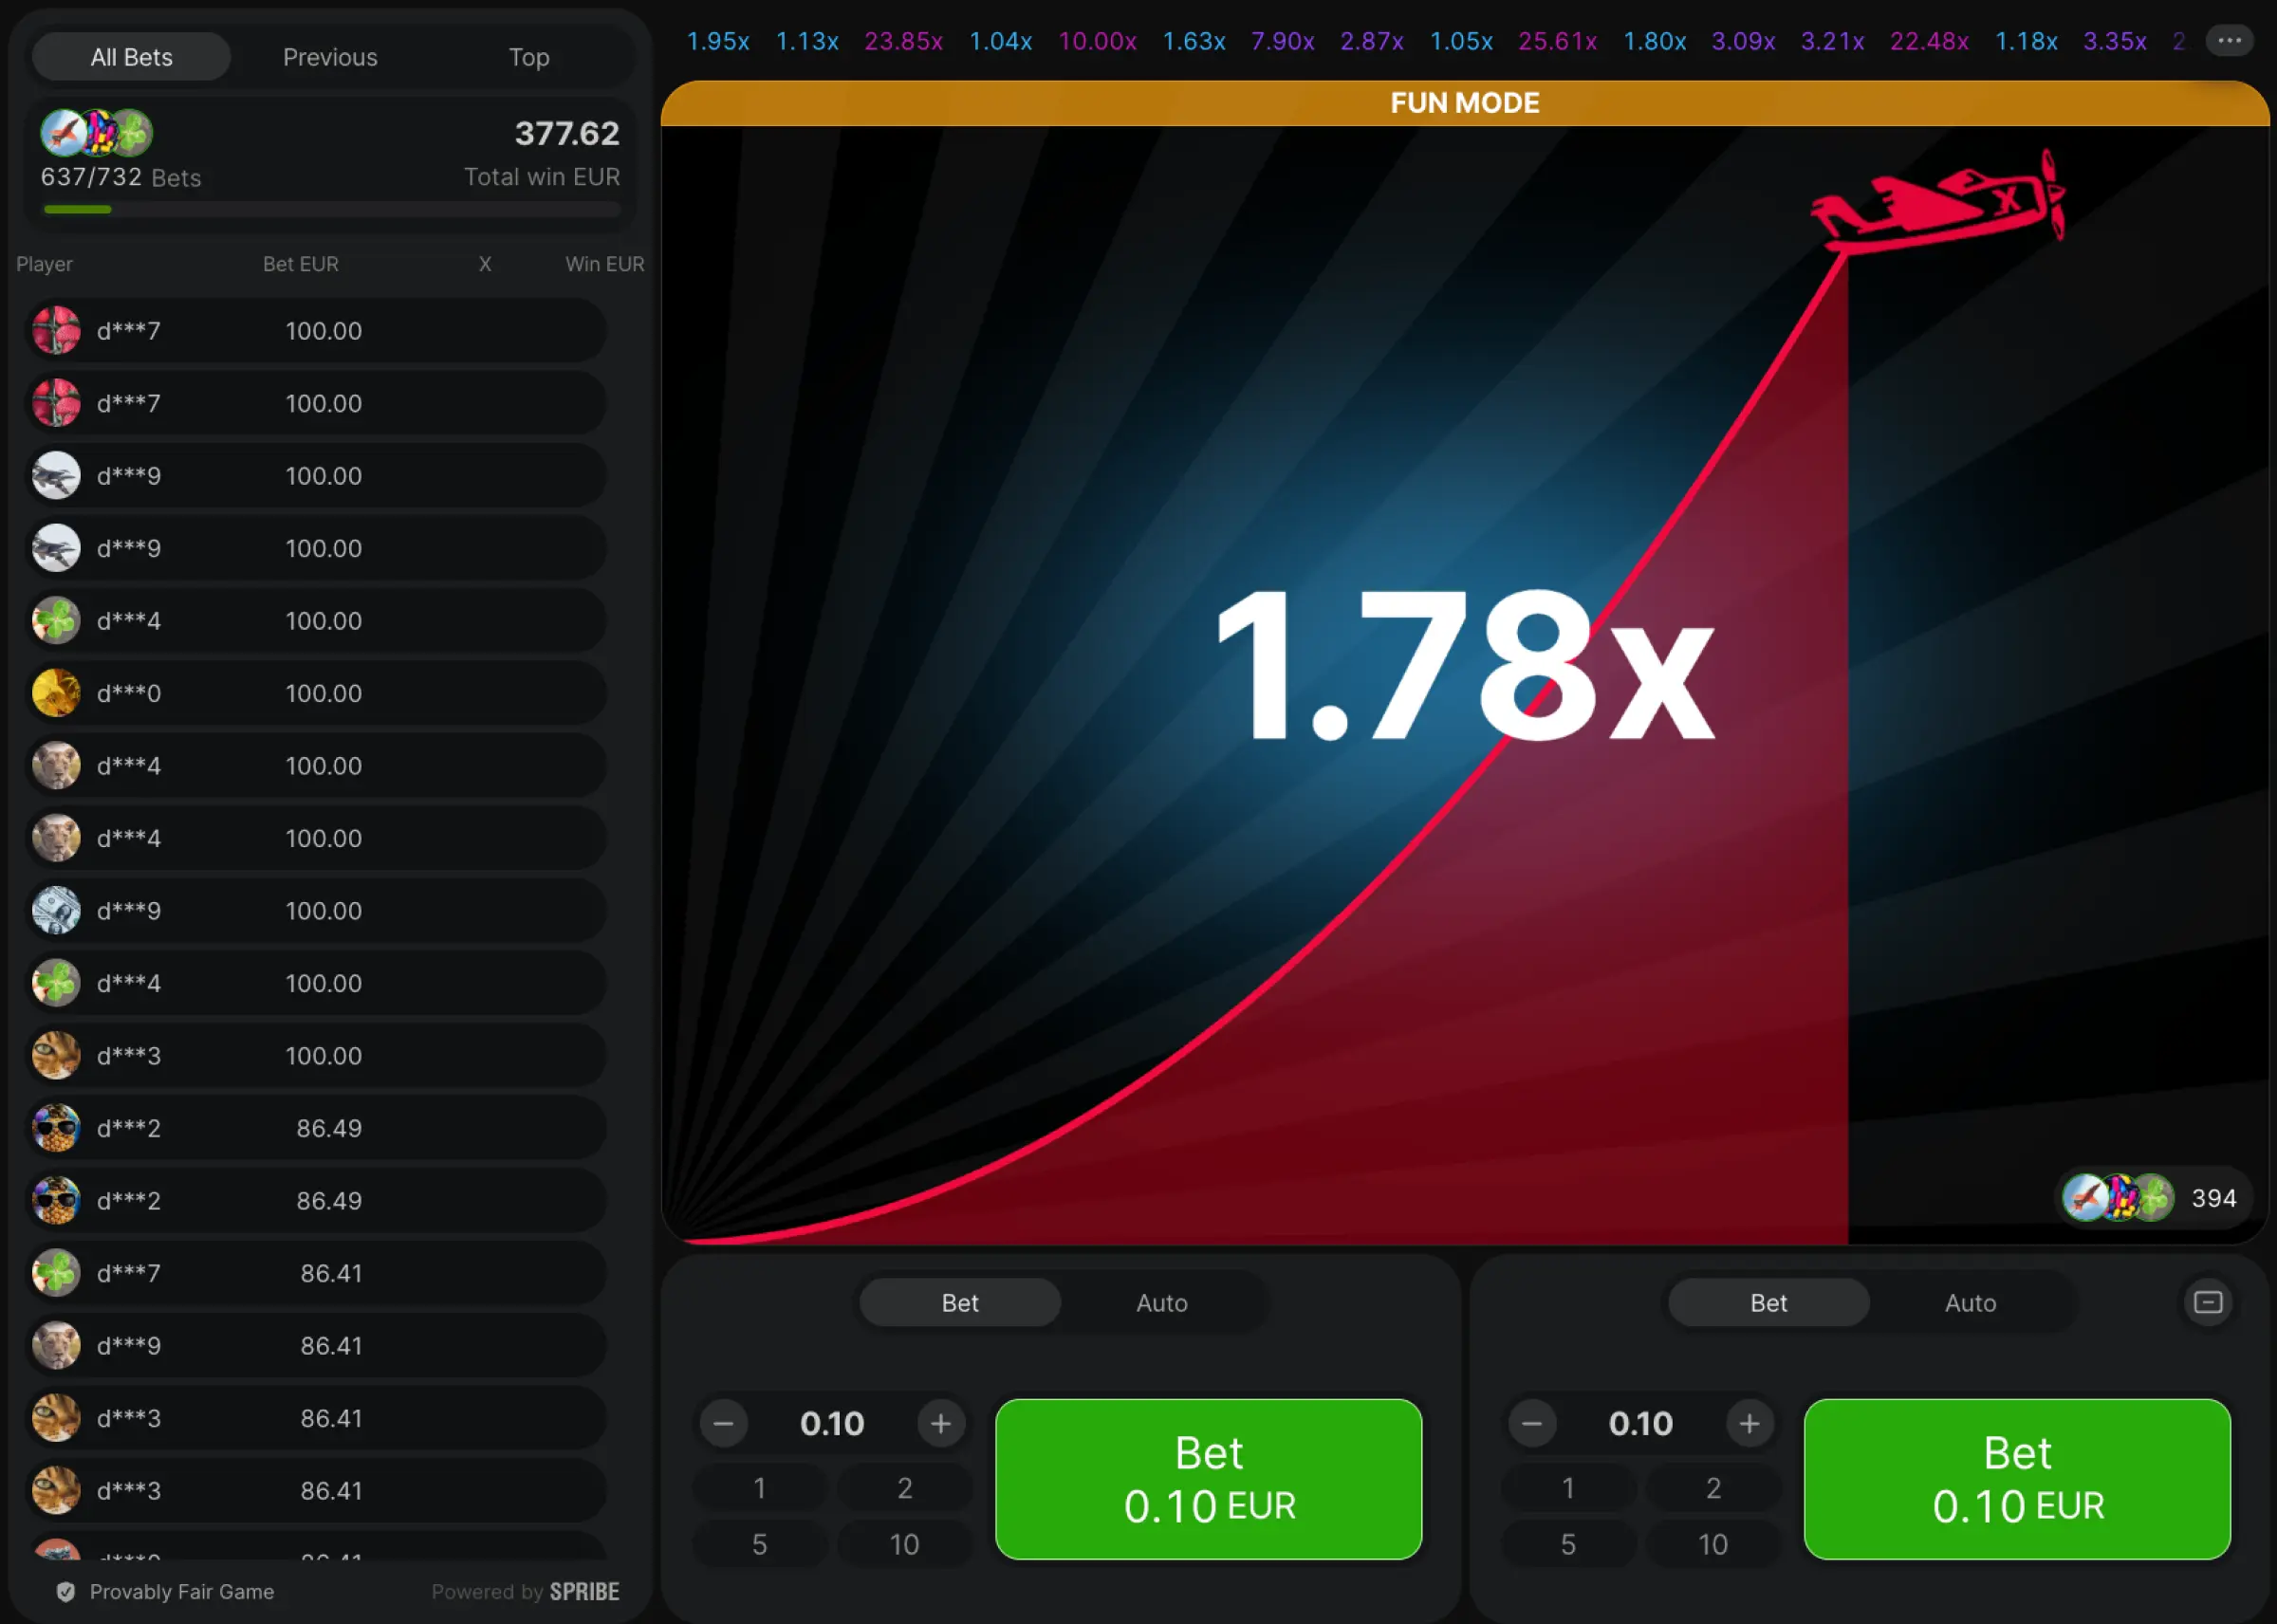 All Bets Previous Top
377.62
637/732 Bets Total win EUR
Player Bet EUR X Win EUR
d***7 100.00
d***7 100.00
d***9 100.00
d***9 100.00
d***4 100.00
d***0 100.00
d***4 100.00
d***4 100.00
d***9 100.00
d***4 100.00
d***3 100.00
d***2 86.49
d***2 86.49
d***7 86.41
d***9 86.41
d***3 86.41
d***3 86.41
Provably Fair Game Powered by SPRIBE
1.95x 1.13x 23.85x 1.04x 10.00x 1.63x 7.90x 2.87x 1.05x 25.61x 1.80x 3.09x 3.21x 22.48x 1.18x 3.35x
FUN MODE
X
1.78x
394
Bet Auto
0.10
1 2
5 10
Bet
0.10 EUR
Bet Auto
0.10
1 2
5 10
Bet
0.10 EUR